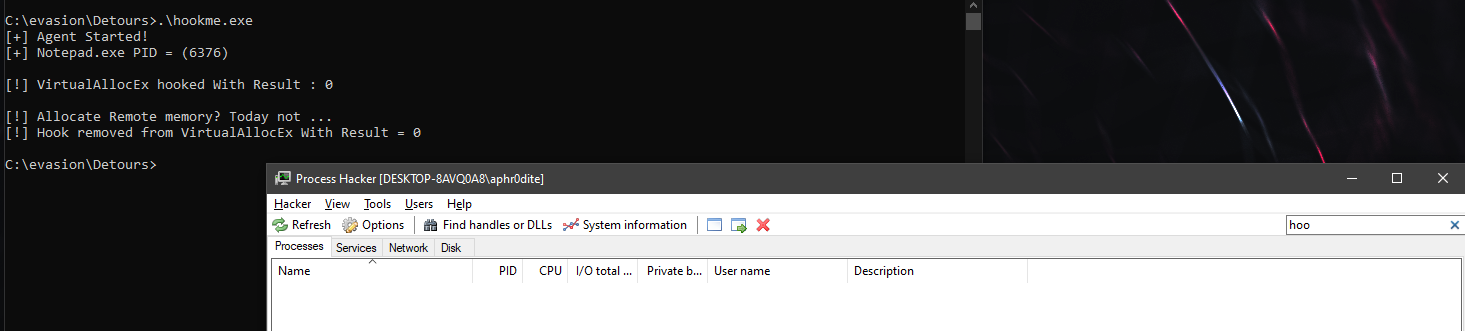 C:\evasion\Detours>.\hookme.exe
[+] Agent Started!
[+] Notepad.exe PID = (6376)
[!] VirtualAllocEx hooked With Result : 0
[!] Allocate Remote memory? Today not ...
[!] Hook removed from VirtualAllocEx With Result = 0
C:\evasion\Detours>
Process Hacker [DESKTOP-8AVQ0A8\aphr0dite]
Hacker View Tools Users Help
Refresh Options Find handles or DLLs System information hoo
Processes Services Network Disk
Name PID CPU I/O total ... Private b... User name Description